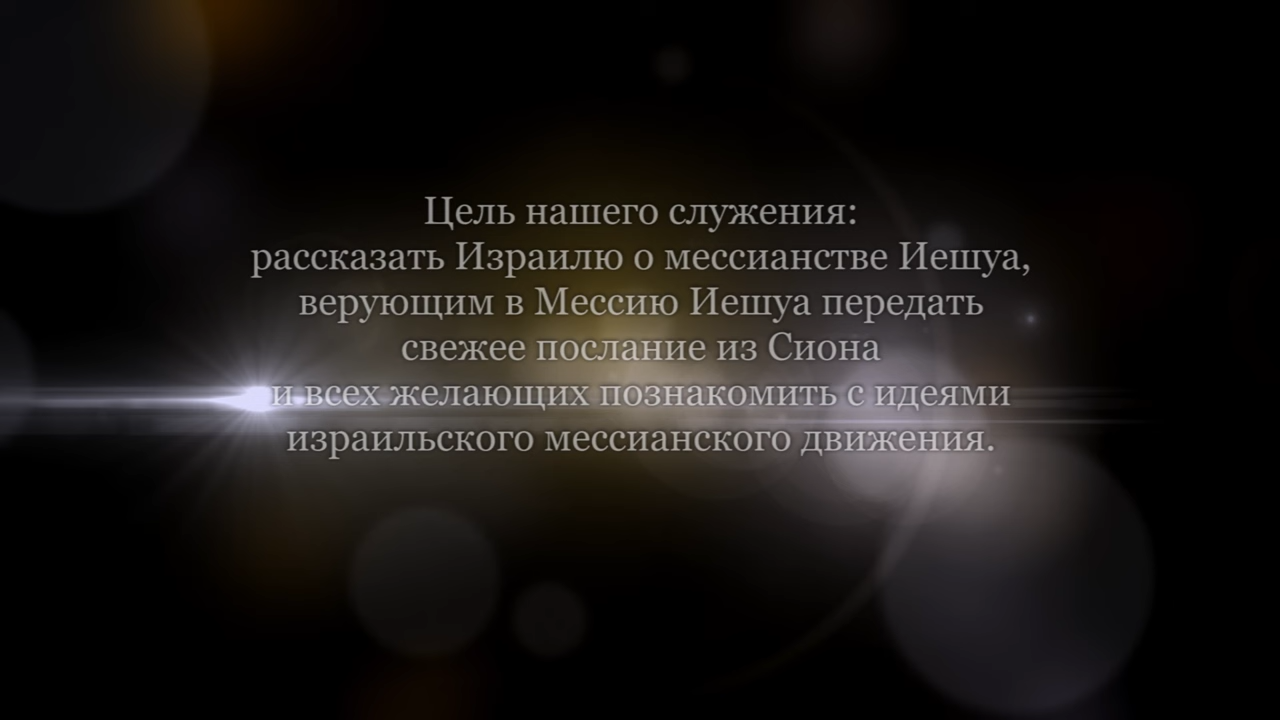 Цель нашего служения:
рассказать Израилю о мессианстве Иешуа,
верующим в Мессию Иешуа передать
свежее послание из Сиона
и всех желающих познакомить с идеями
израильского мессианского движения.